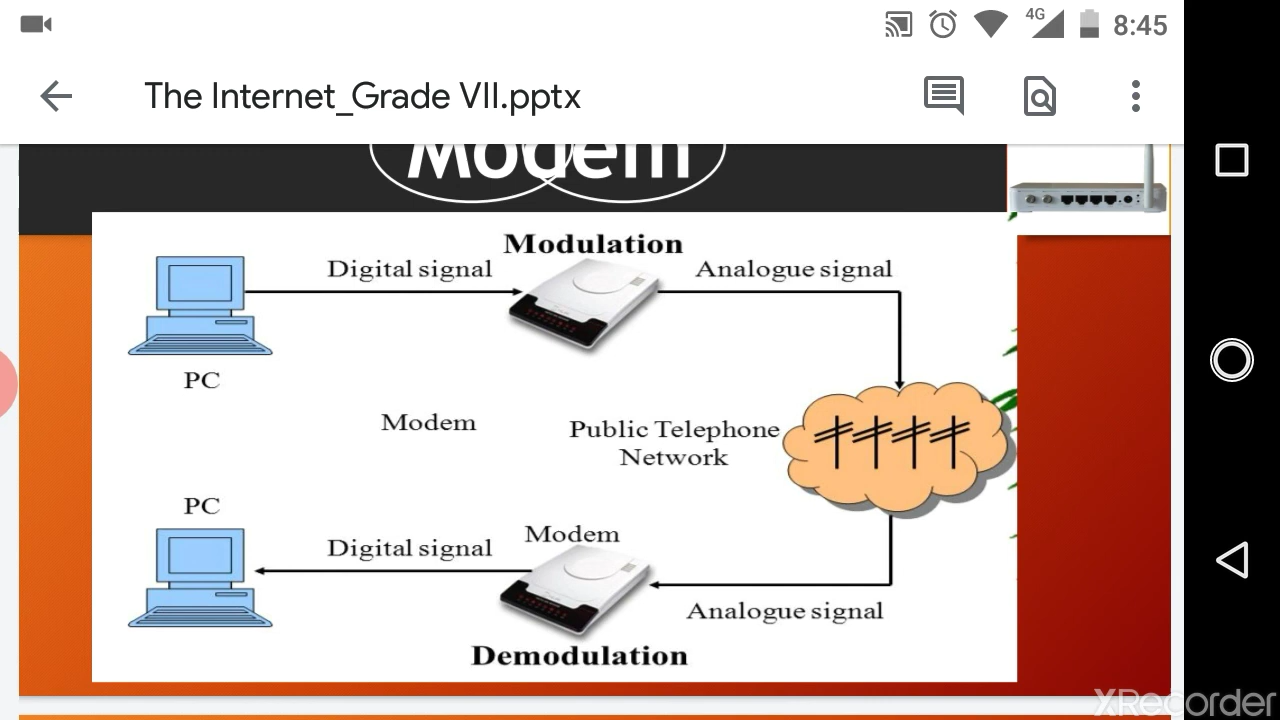 4G
8:45
The Internet_Grade VII.pptx
Modem
Modulation
Digital signal
Analogue signal
PC
Modem
Public Telephone
Network
PC
Modem
Digital signal
Analogue signal
Demodulation
XRecorder